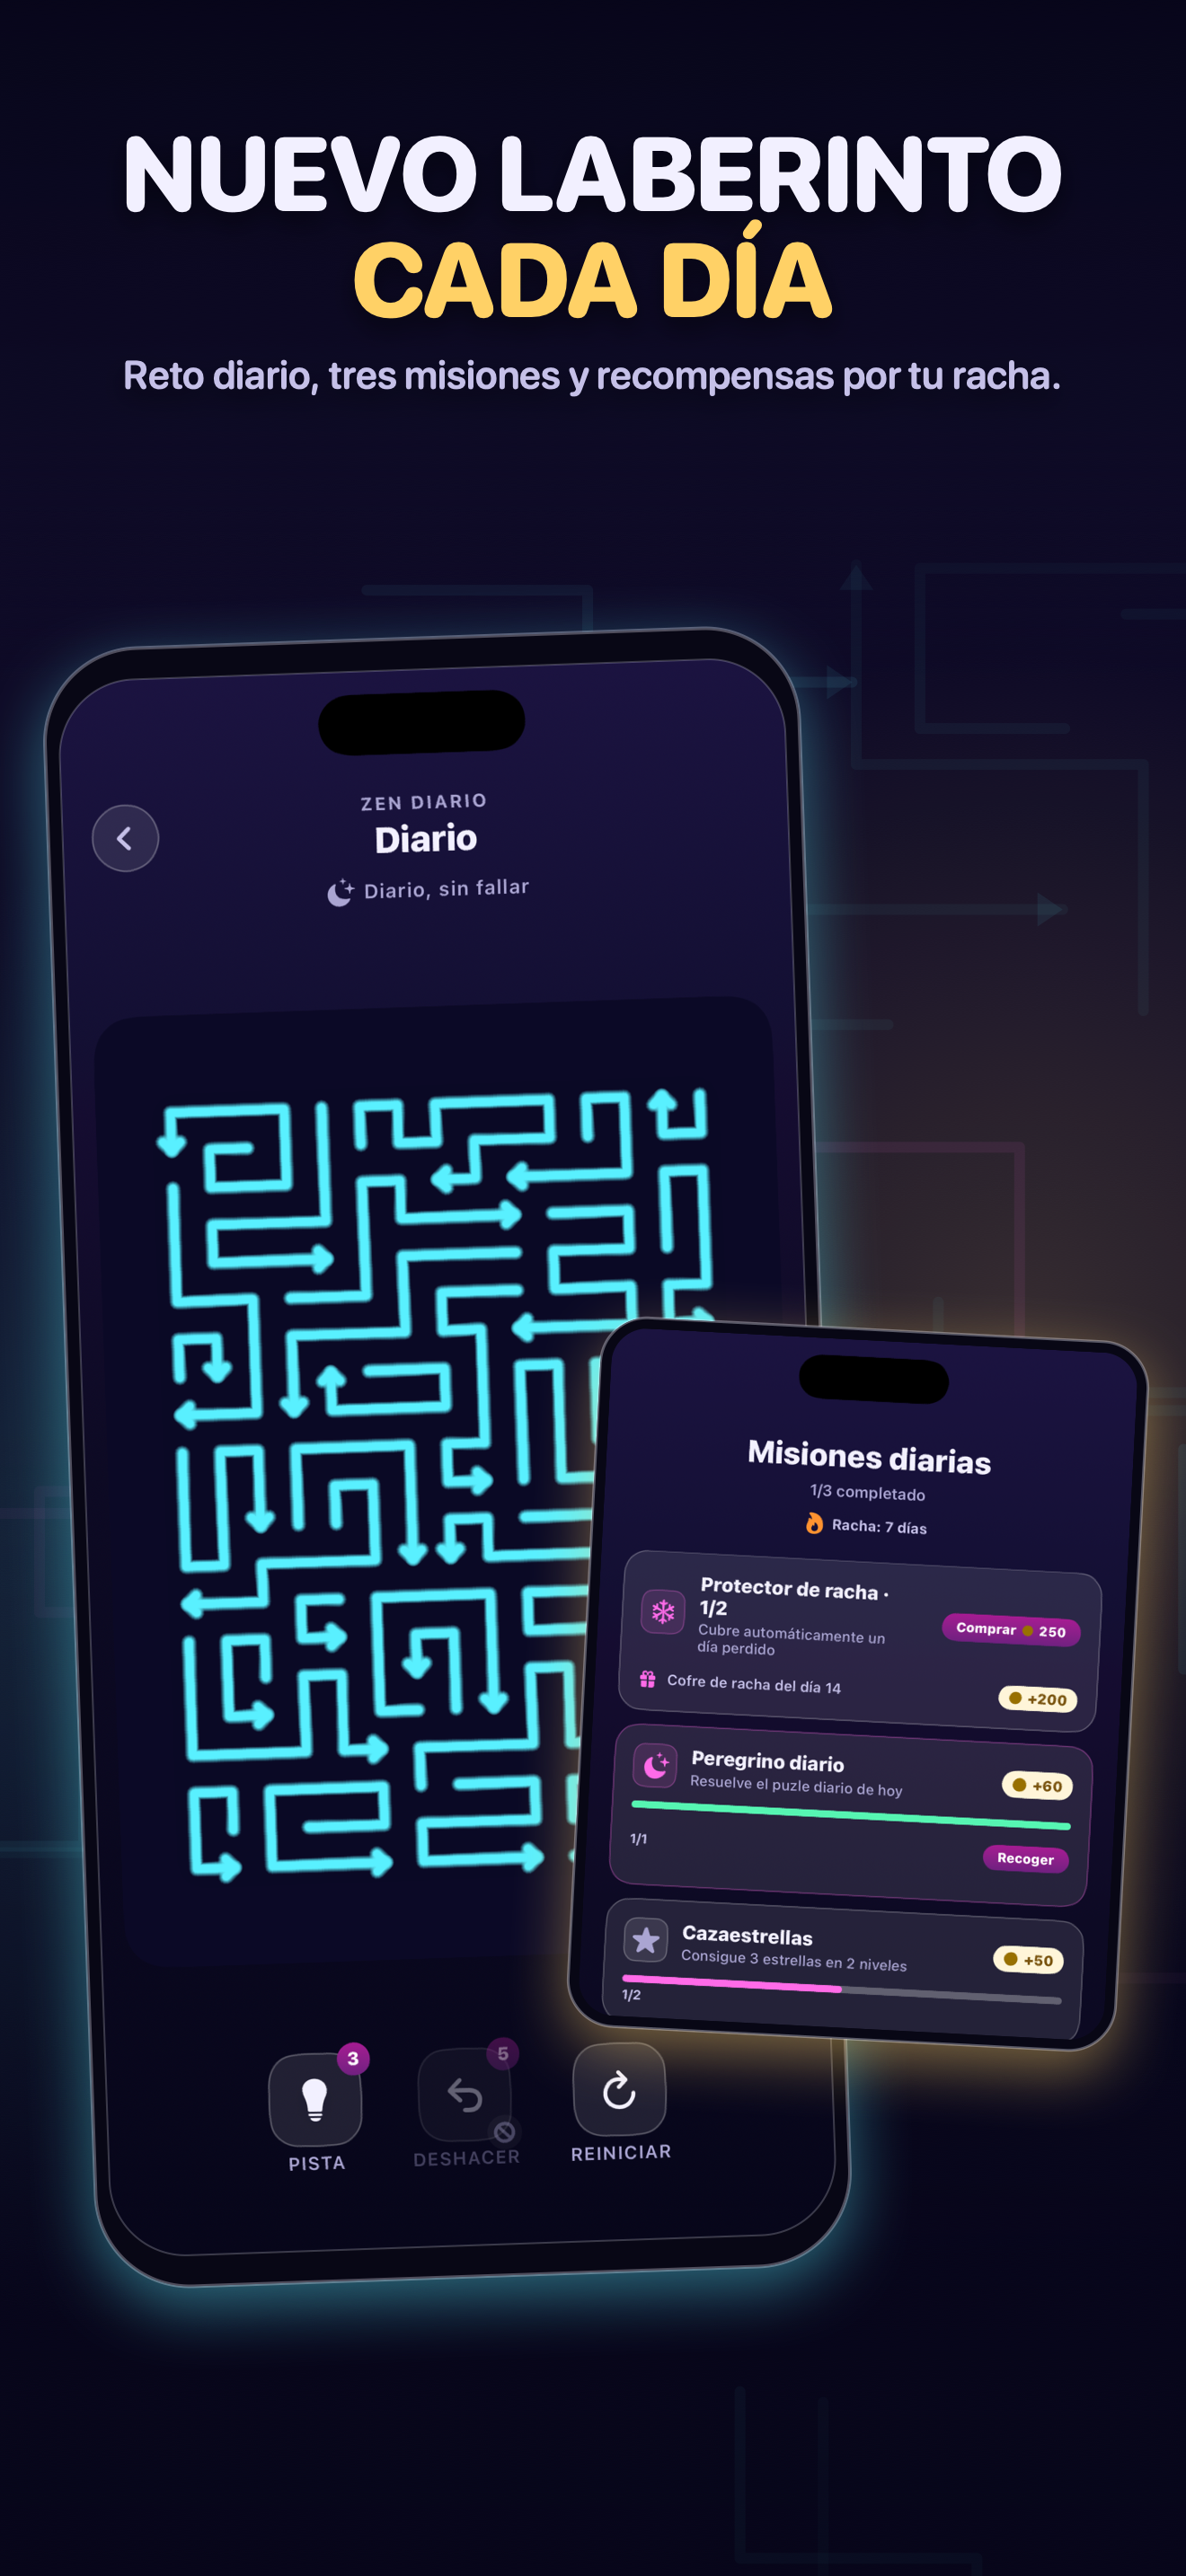 NUEVO LABERINTO
CADA DÍA
Reto diario, tres misiones y recompensas por tu racha.
ZEN DIARIO
Diario
Diario, sin fallar
Misiones diarias
1/3 completado
Racha: 7 días
Protector de racha ·
1/2
Cubre automáticamente un
día perdido
Comprar 250
Cofre de racha del día 14
+200
Peregrino diario
Resuelve el puzle diario de hoy
+60
1/1
Recoger
Cazaestrellas
Consigue 3 estrellas en 2 niveles
+50
1/2
3
5
PISTA
DESHACER
REINICIAR